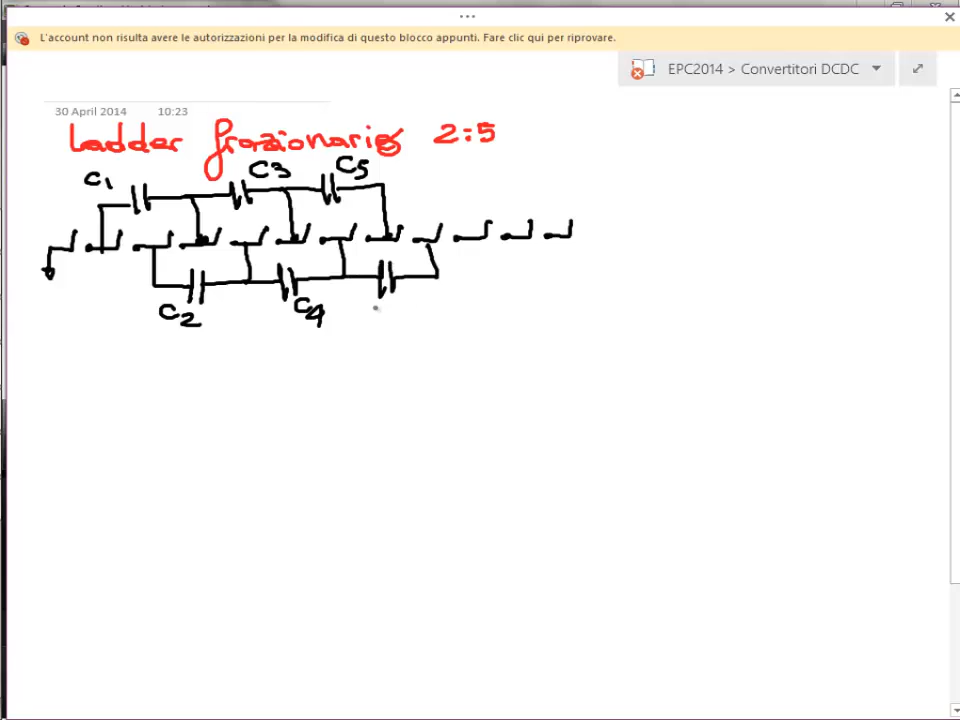 L'account non risulta avere le autorizzazioni per la modifica di questo blocco appunti. Fare clic qui per riprovare.
EPC2014 > Convertitori DCDC
30 April 2014 10:23
Ladder frazionario 2:5
C1 C3 C5
C2 C4